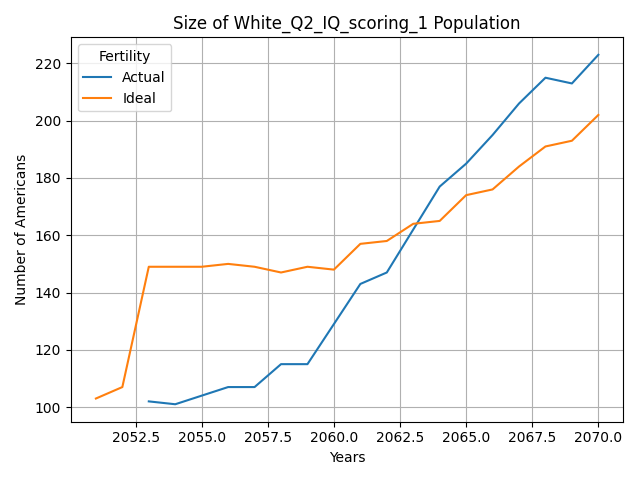 Size of White_Q2_IQ_scoring_1 Population
Fertility
Actual
Ideal
Number of Americans
220
200
180
160
140
120
100
2052.5 2055.0 2057.5 2060.0 2062.5 2065.0 2067.5 2070.0
Years